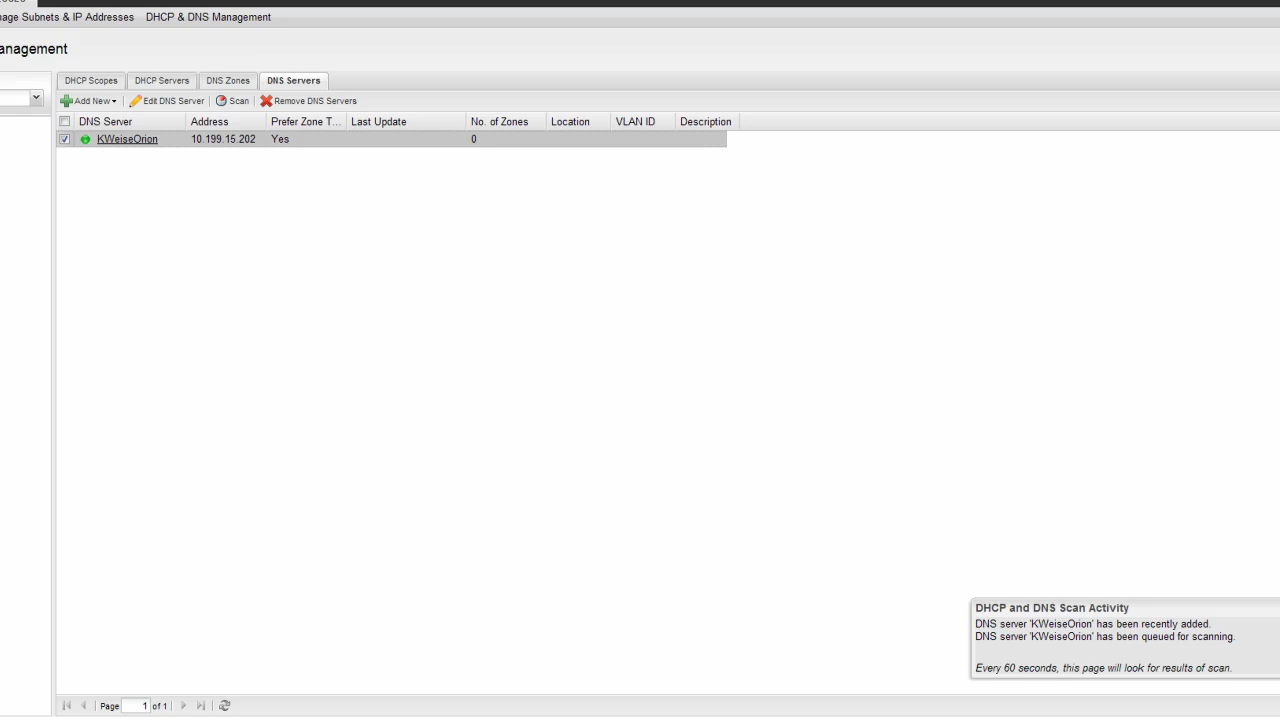 nage Subnets & IP Addresses DHCP & DNS Management
anagement
DHCP Scopes DHCP Servers DNS Zones DNS Servers
Add New Edit DNS Server Scan Remove DNS Servers
DNS Server Address Prefer Zone T... Last Update No. of Zones Location VLAN ID Description
KWeiseOrion 10.199.15.202 Yes 0
DHCP and DNS Scan Activity
DNS server 'KWeiseOrion' has been recently added.
DNS server 'KWeiseOrion' has been queued for scanning.
Every 60 seconds, this page will look for results of scan.
Page 1 of 1